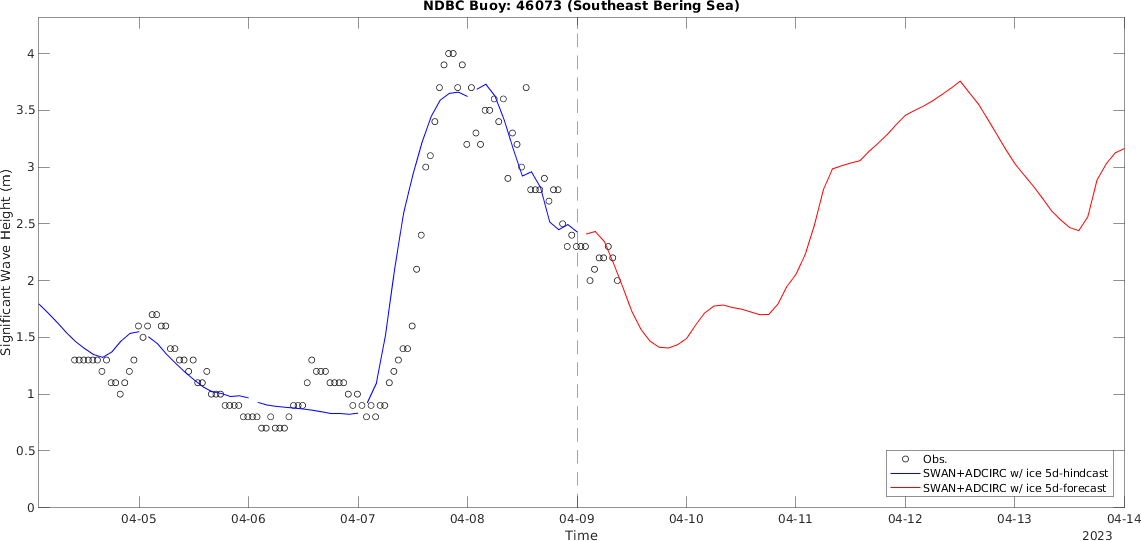 NDBC Buoy: 46073 (Southeast Bering Sea)
Significant Wave Height (m)
4
3.5
3
2.5
2
1.5
1
0.5
0
Obs.
SWAN+ADCIRC w/ ice 5d-hindcast
SWAN+ADCIRC w/ ice 5d-forecast
04-05 04-06 04-07 04-08 04-09 04-10 04-11 04-12 04-13 04-14
Time
2023